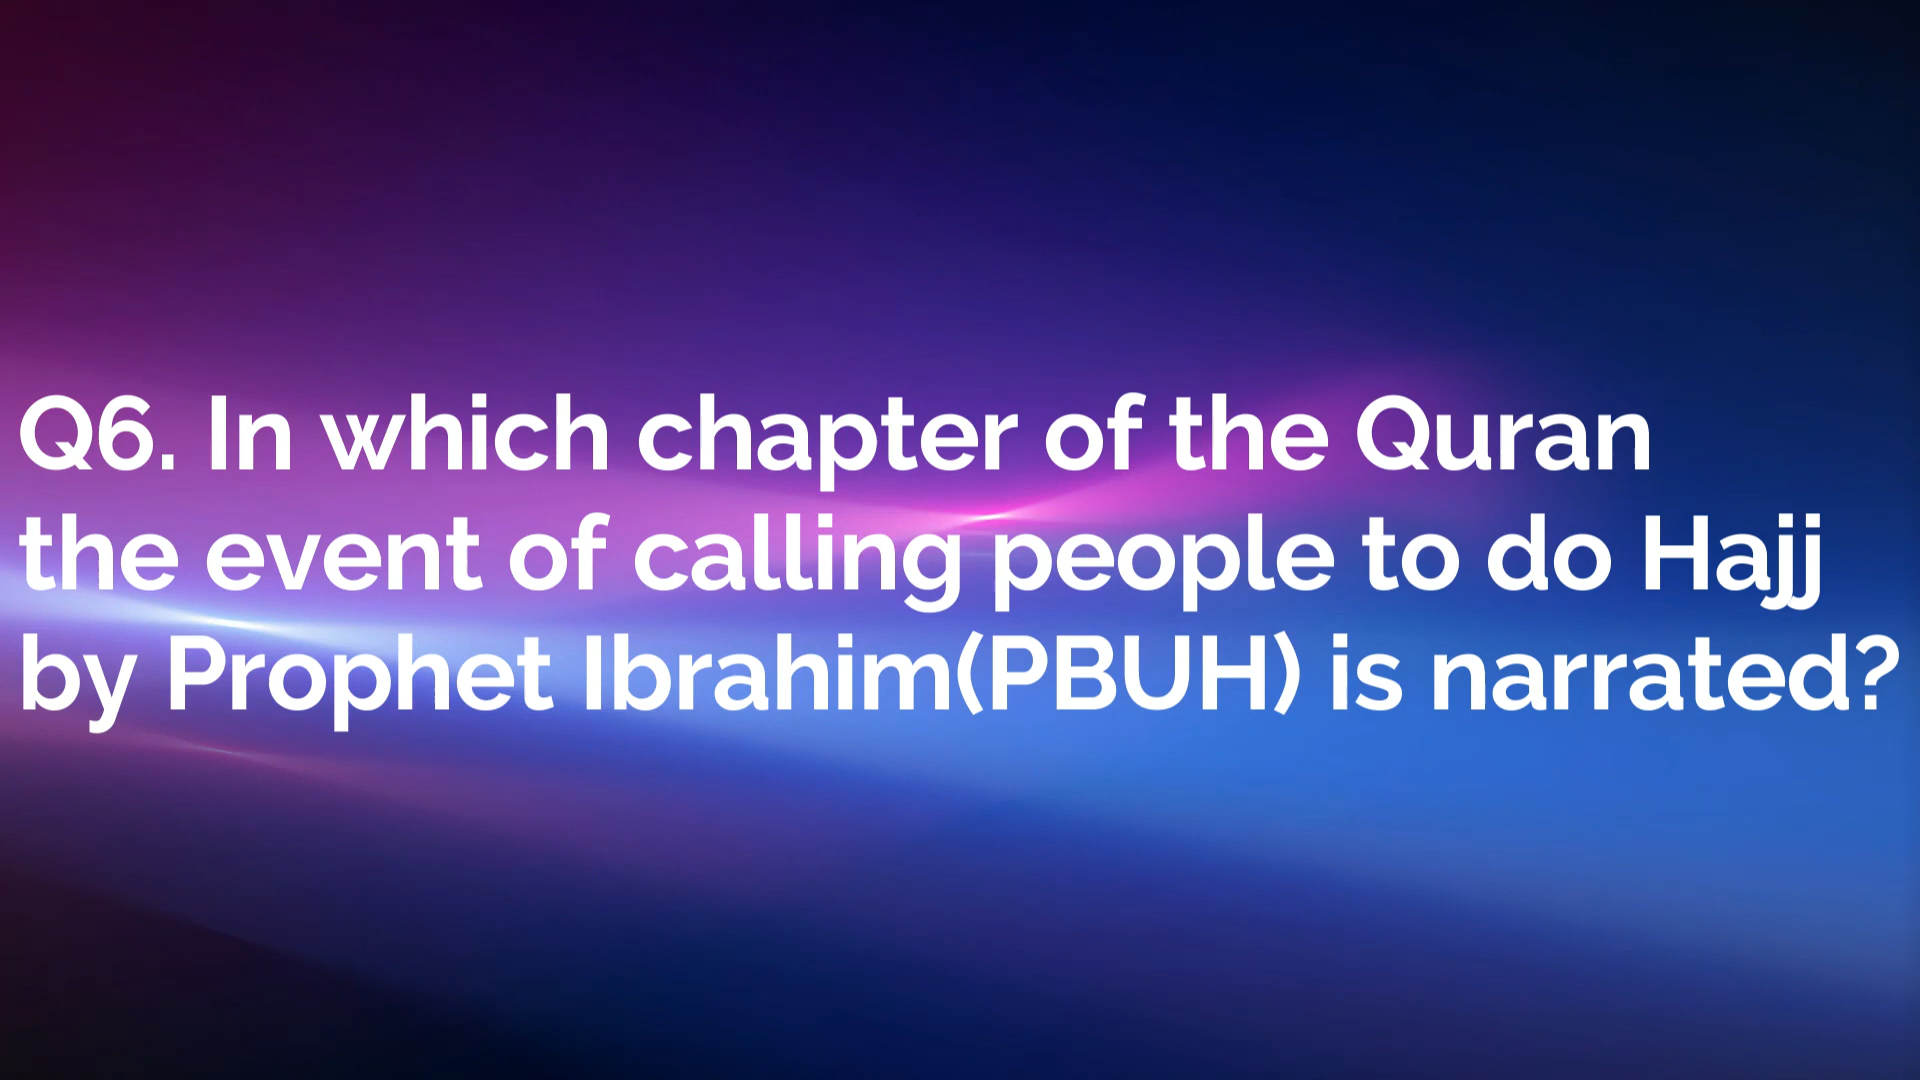 Q6. In which chapter of the Quran
the event of calling people to do Hajj
by Prophet Ibrahim(PBUH) is narrated?